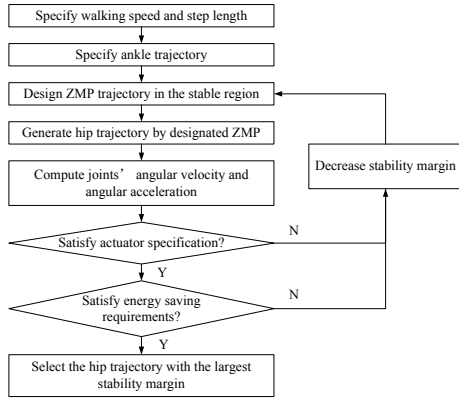 Specify walking speed and step length
Specify ankle trajectory
Design ZMP trajectory in the stable region
Generate hip trajectory by designated ZMP
Compute joints’ angular velocity and
angular acceleration
Decrease stability margin
Satisfy actuator specification?
N
Y
Satisfy energy saving
requirements?
N
Y
Select the hip trajectory with the largest
stability margin